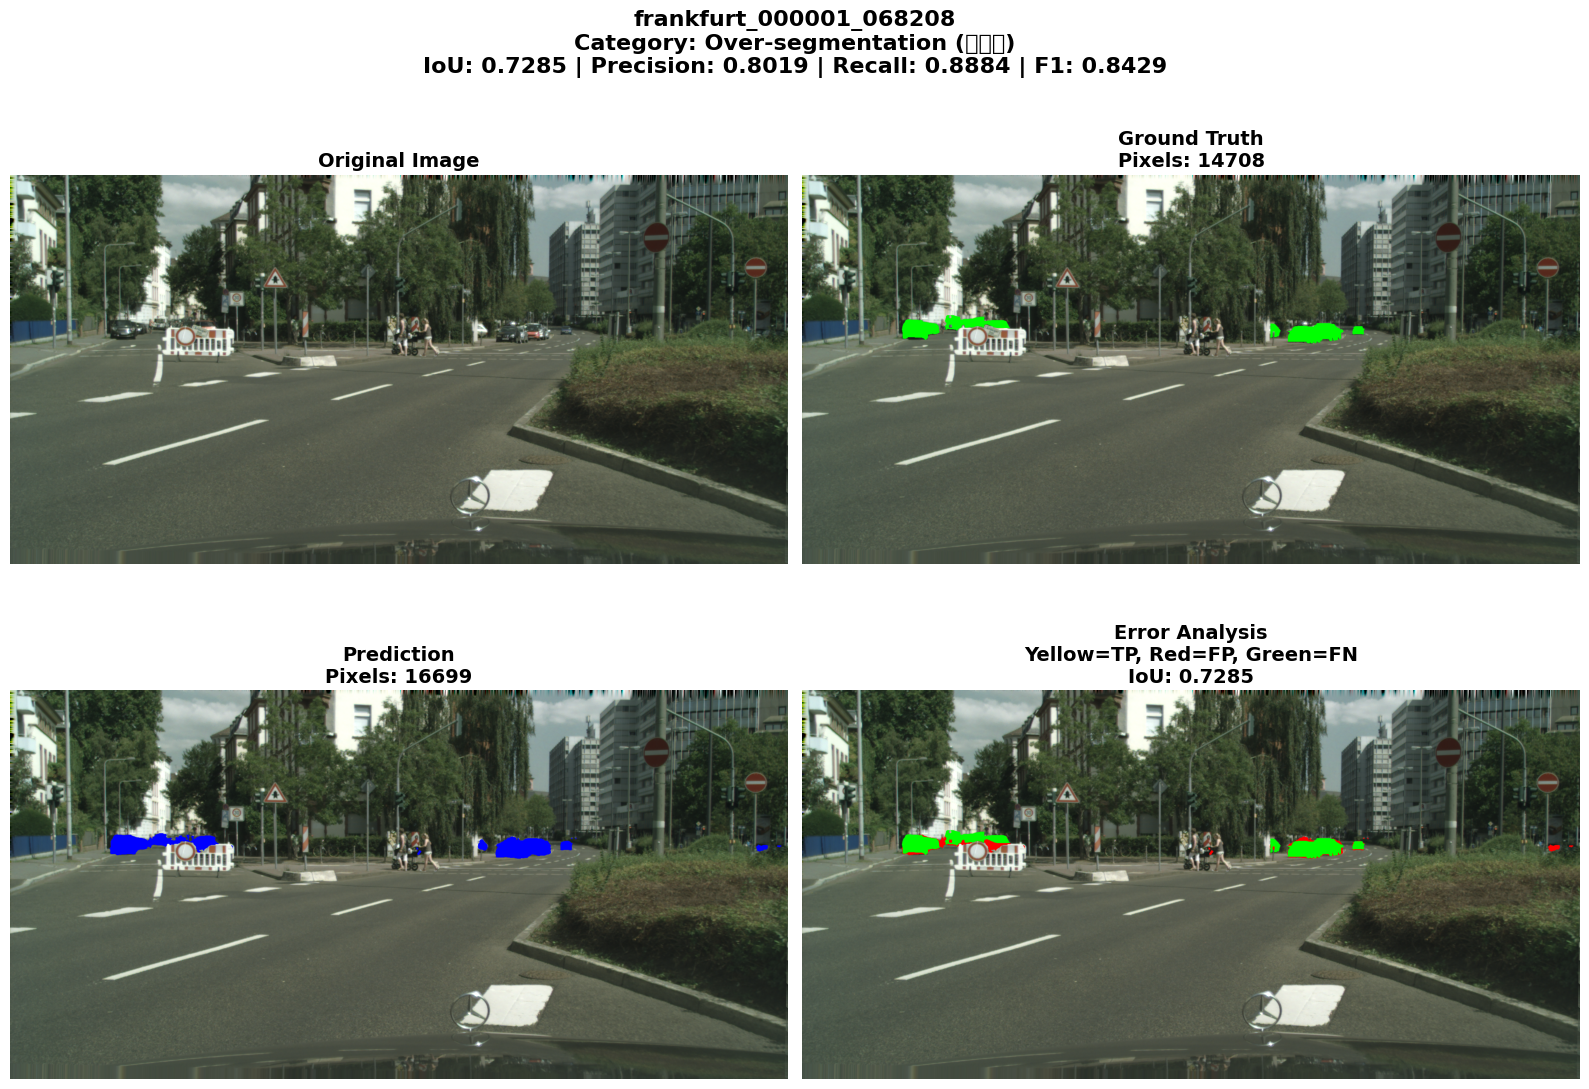 frankfurt_000001_068208
Category: Over-segmentation (□□□)
IoU: 0.7285 | Precision: 0.8019 | Recall: 0.8884 | F1: 0.8429
Original Image
Ground Truth
Pixels: 14708
Prediction
Pixels: 16699
Error Analysis
Yellow=TP, Red=FP, Green=FN
IoU: 0.7285